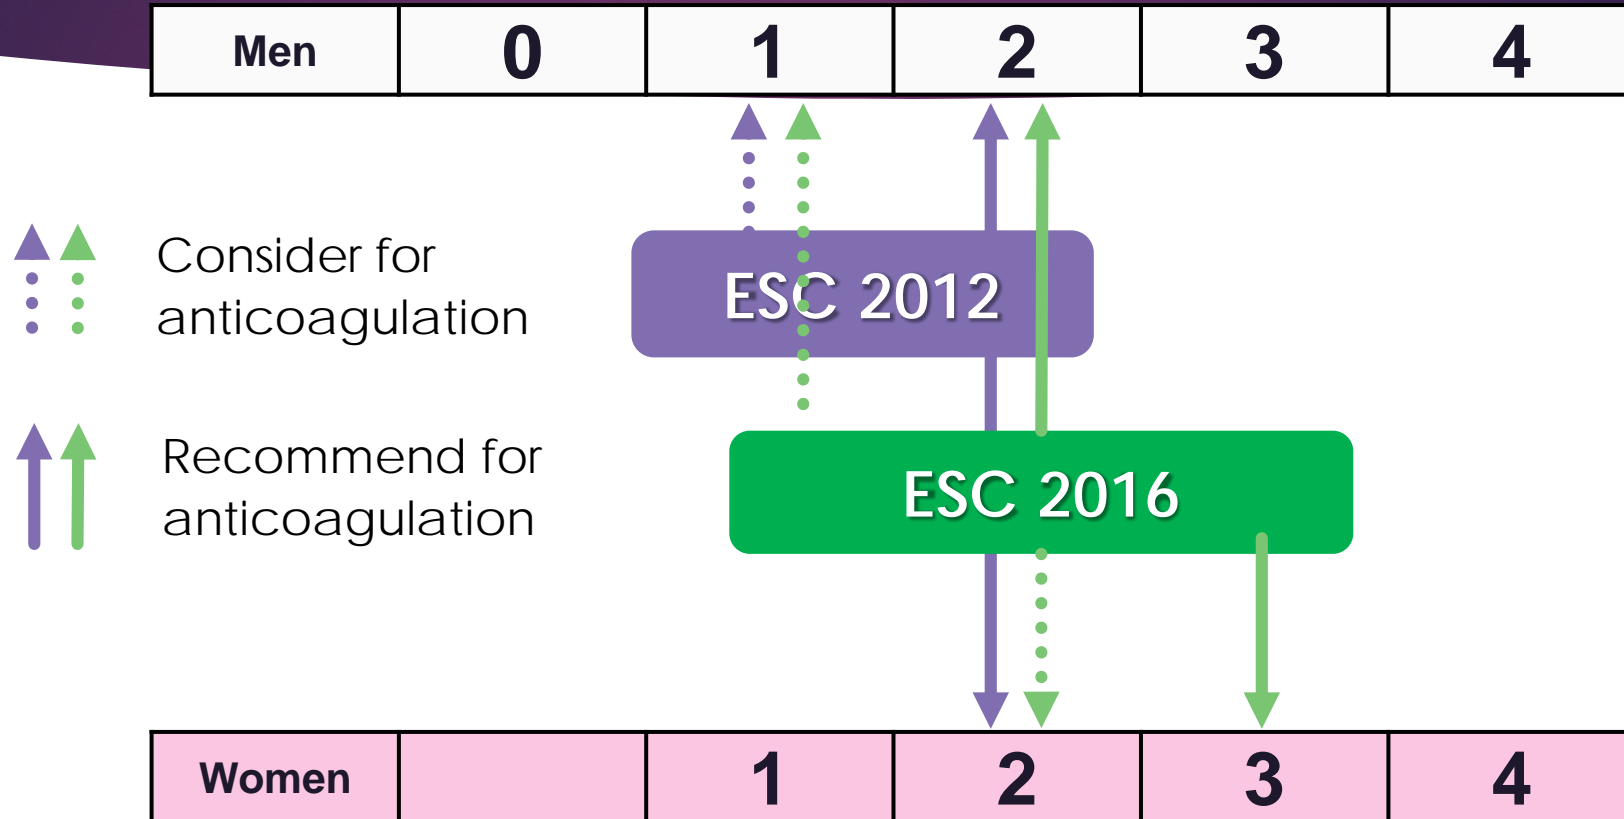 Men 0 1 2 3 4
Consider for
anticoagulation
ESC 2012
Recommend for
anticoagulation
ESC 2016
Women 1 2 3 4